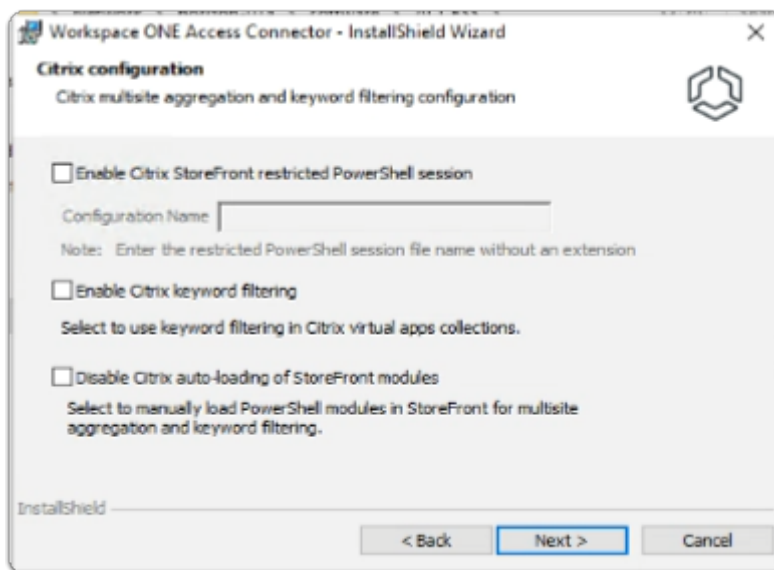 Workspace ONE Access Connector - InstallShield Wizard
Citrix configuration
Citrix multisite aggregation and keyword filtering configuration
Enable Citrix StoreFront restricted PowerShell session
Configuration Name
Note: Enter the restricted PowerShell session file name without an extension
Enable Citrix keyword filtering
Select to use keyword filtering in Citrix virtual apps collections.
Disable Citrix auto-loading of StoreFront modules
Select to manually load PowerShell modules in StoreFront for multisite
aggregation and keyword filtering.
InstallShield
< Back Next > Cancel